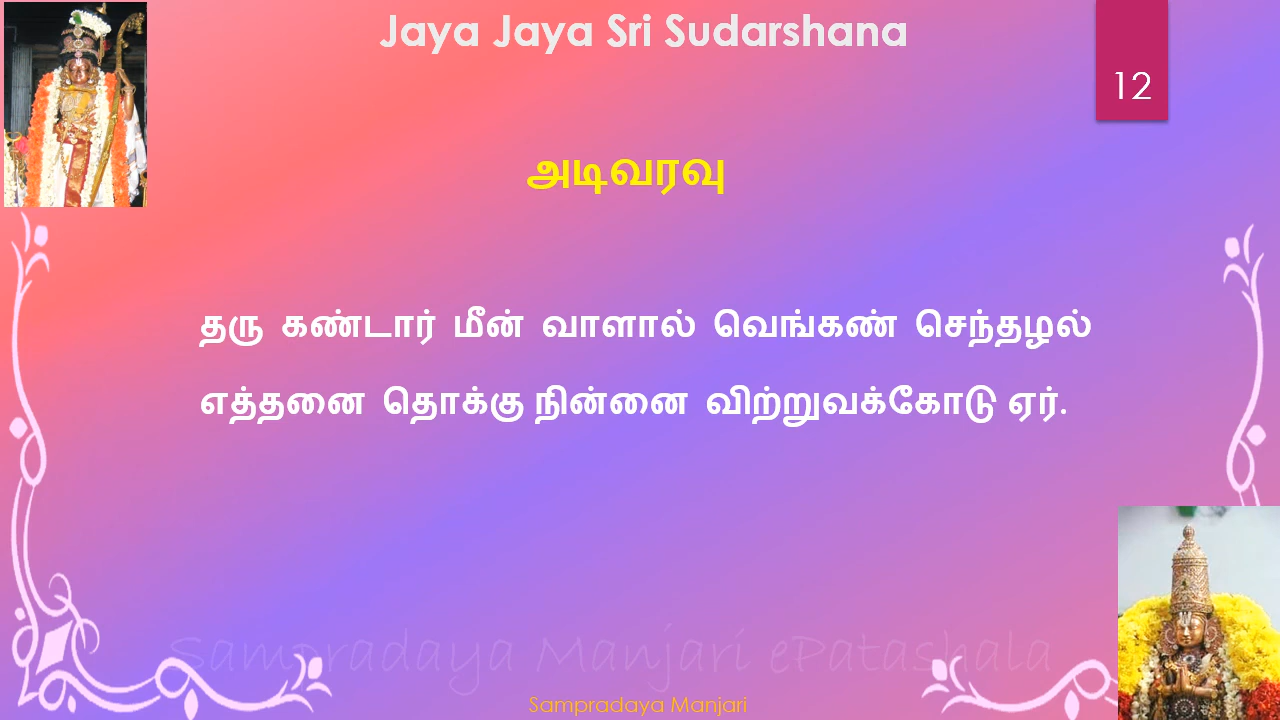 Jaya Jaya Sri Sudarshana
12
அடிவரவு
தரு கண்டார் மீன் வாளால் வெங்கண் செந்தழல்
எத்தனை தொக்கு நின்னை விற்றுவக்கோடு ஏர்.
Sampradaya Manjari ePatashala
Sampradaya Manjari